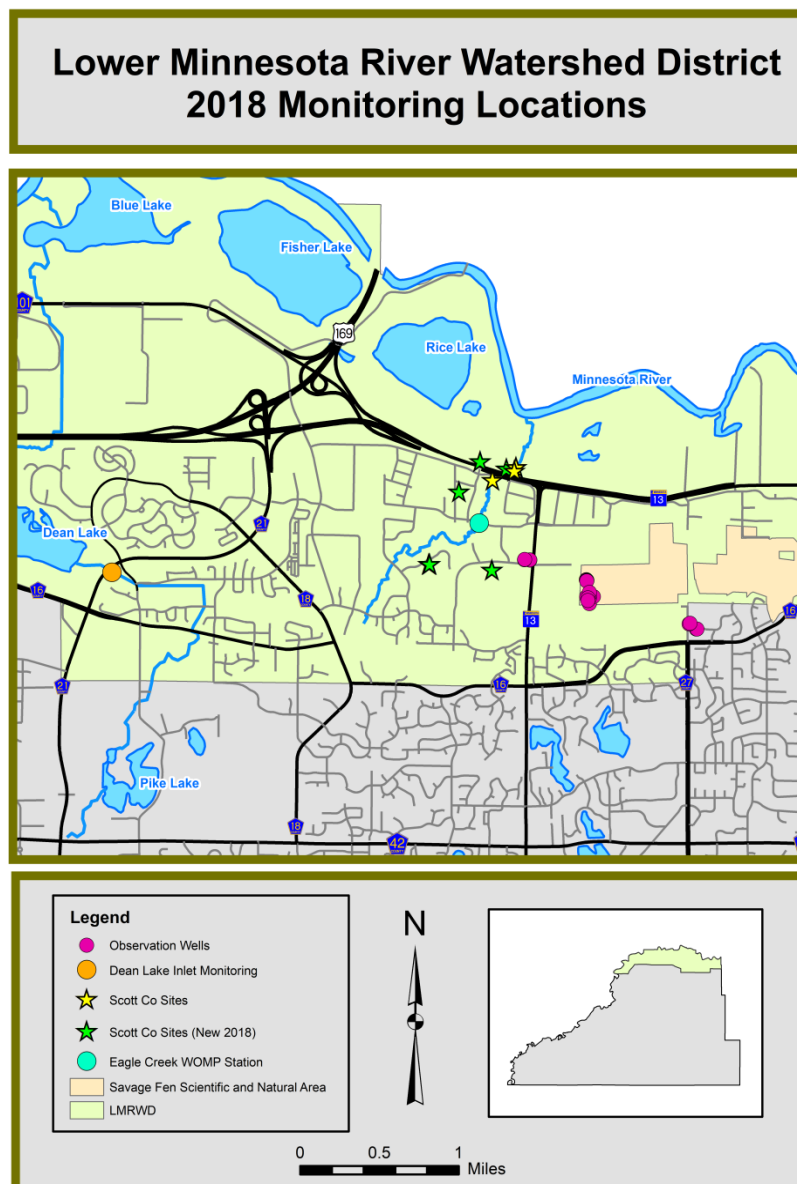 Lower Minnesota River Watershed District
2018 Monitoring Locations
Blue Lake
Fisher Lake
101
169
Rice Lake
Minnesota River
13
21
Dean Lake
16
18
13
16
21
16
27
Pike Lake
18
42
Legend
Observation Wells
Dean Lake Inlet Monitoring
Scott Co Sites
Scott Co Sites (New 2018)
Eagle Creek WOMP Station
Savage Fen Scientific and Natural Area
LMRWD
N
0 0.5 1
Miles